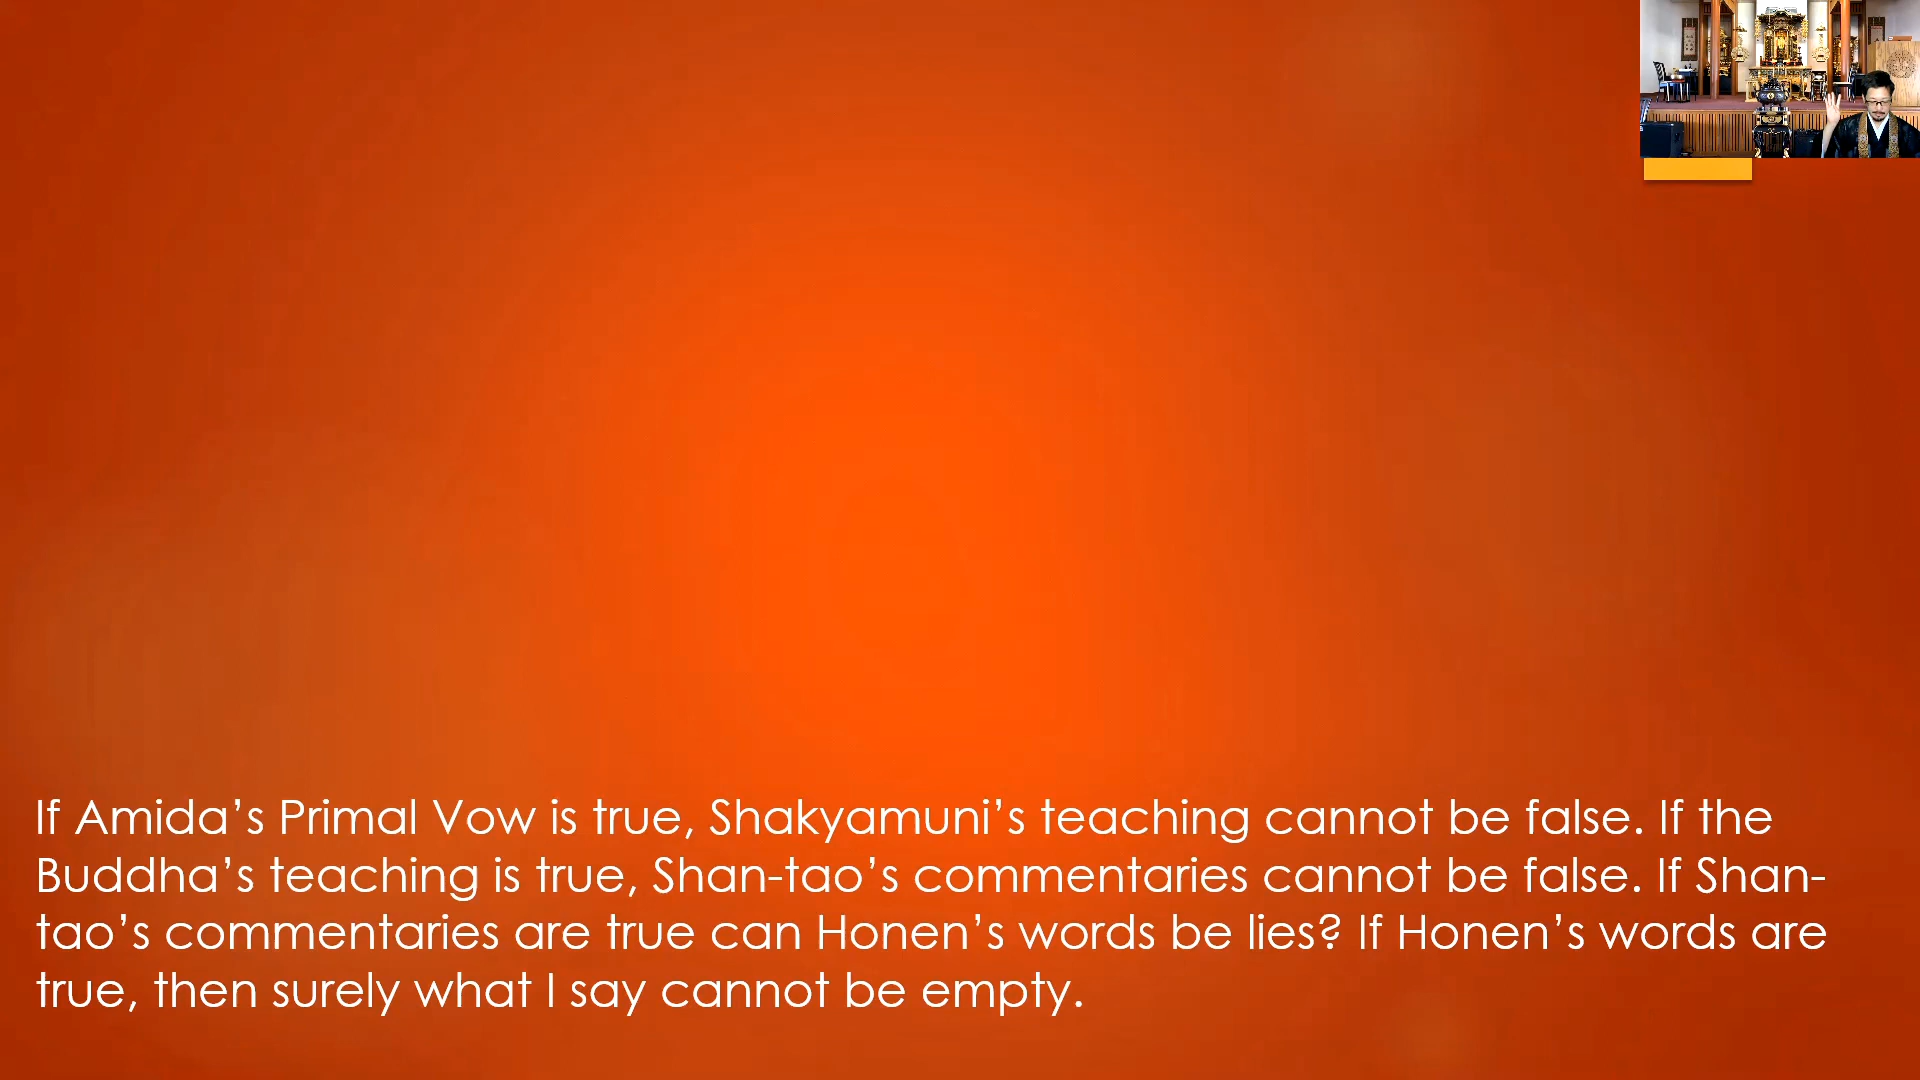 If Amida’s Primal Vow is true, Shakyamuni’s teaching cannot be false. If the
Buddha’s teaching is true, Shan-tao’s commentaries cannot be false. If Shan-
tao’s commentaries are true can Honen’s words be lies? If Honen’s words are
true, then surely what I say cannot be empty.